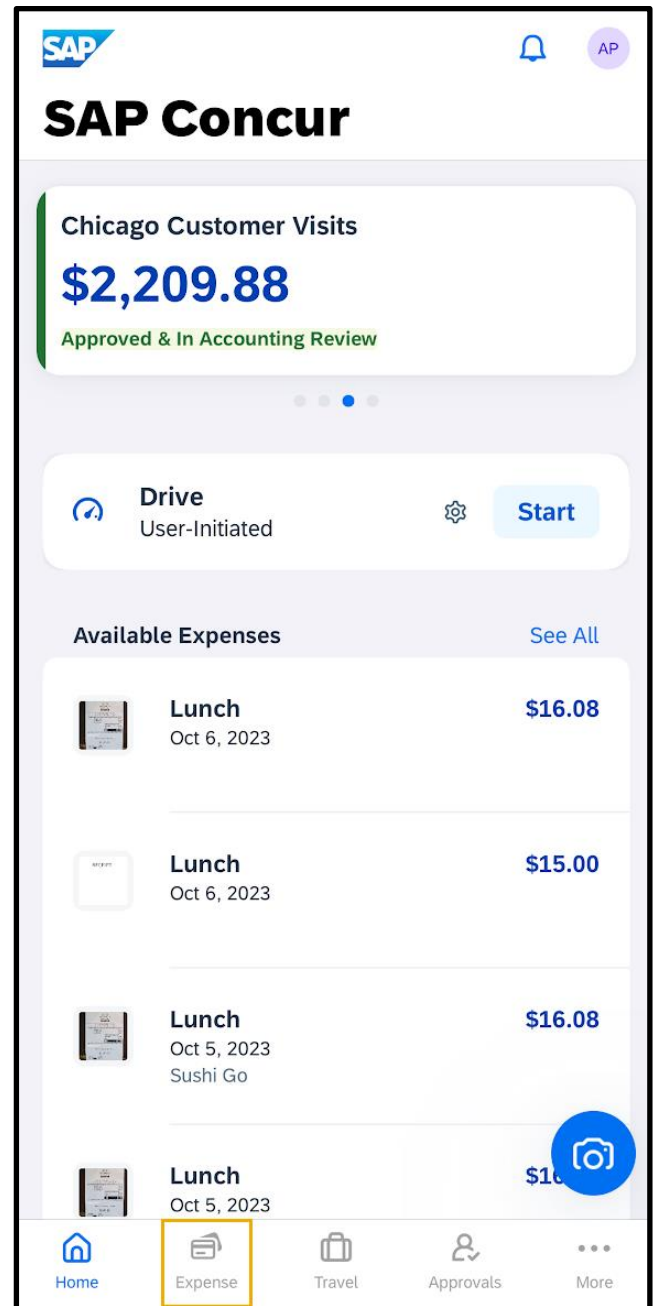 SAP
AP
SAP Concur
Chicago Customer Visits
$2,209.88
Approved & In Accounting Review
Drive
User-Initiated
Start
Available Expenses
See All
Lunch
$16.08
Oct 6, 2023
Lunch
$15.00
Oct 6, 2023
Lunch
$16.08
Oct 5, 2023
Sushi Go
Lunch
Oct 5, 2023
Home
Expense
Travel
Approvals
More